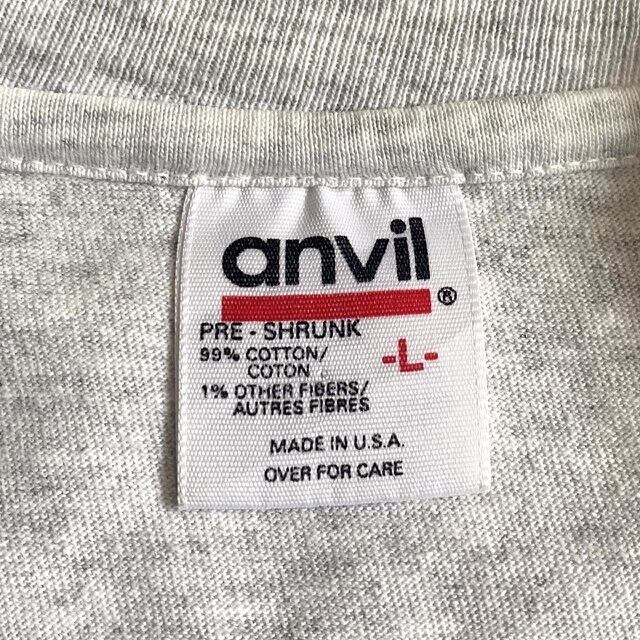 anvil®
PRE - SHRUNK
99% COTTON/
COTON
-L-
1% OTHER FIBERS/
AUTRES FIBRES
MADE IN U.S.A.
OVER FOR CARE